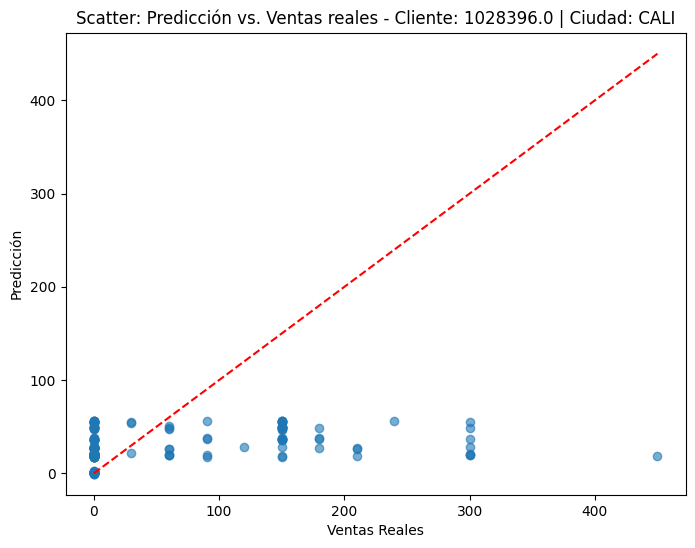 Scatter: Predicción vs. Ventas reales - Cliente: 1028396.0 | Ciudad: CALI
400
300
200
100
0
Predicción
0 100 200 300 400
Ventas Reales